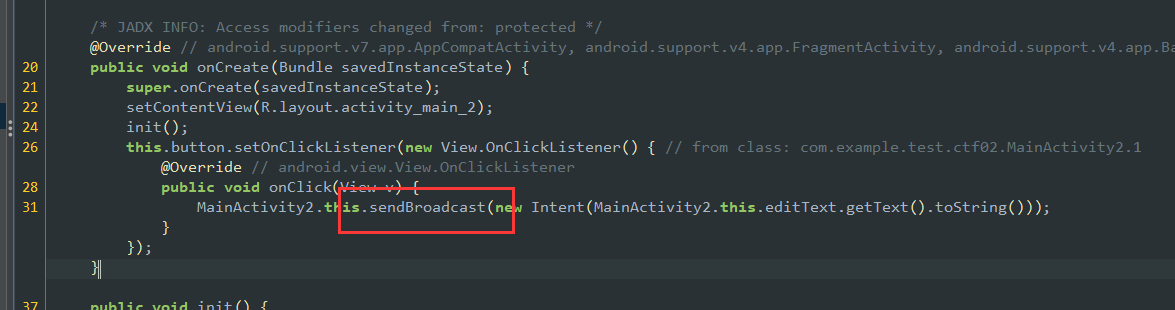 /* JADX INFO: Access modifiers changed from: protected */
@Override // android.support.v7.app.AppCompatActivity, android.support.v4.app.FragmentActivity, android.support.v4.app.Ba
20 public void onCreate(Bundle savedInstanceState) {
21 super.onCreate(savedInstanceState);
22 setContentView(R.layout.activity_main_2);
24 init();
26 this.button.setOnClickListener(new View.OnClickListener() { // from class: com.example.test.ctf02.MainActivity2.1
@Override // android.view.View.OnClickListener
28 public void onClick(View v) {
31 MainActivity2.this.sendBroadcast(new Intent(MainActivity2.this.editText.getText().toString()));
}
});
}
37 public void init() {